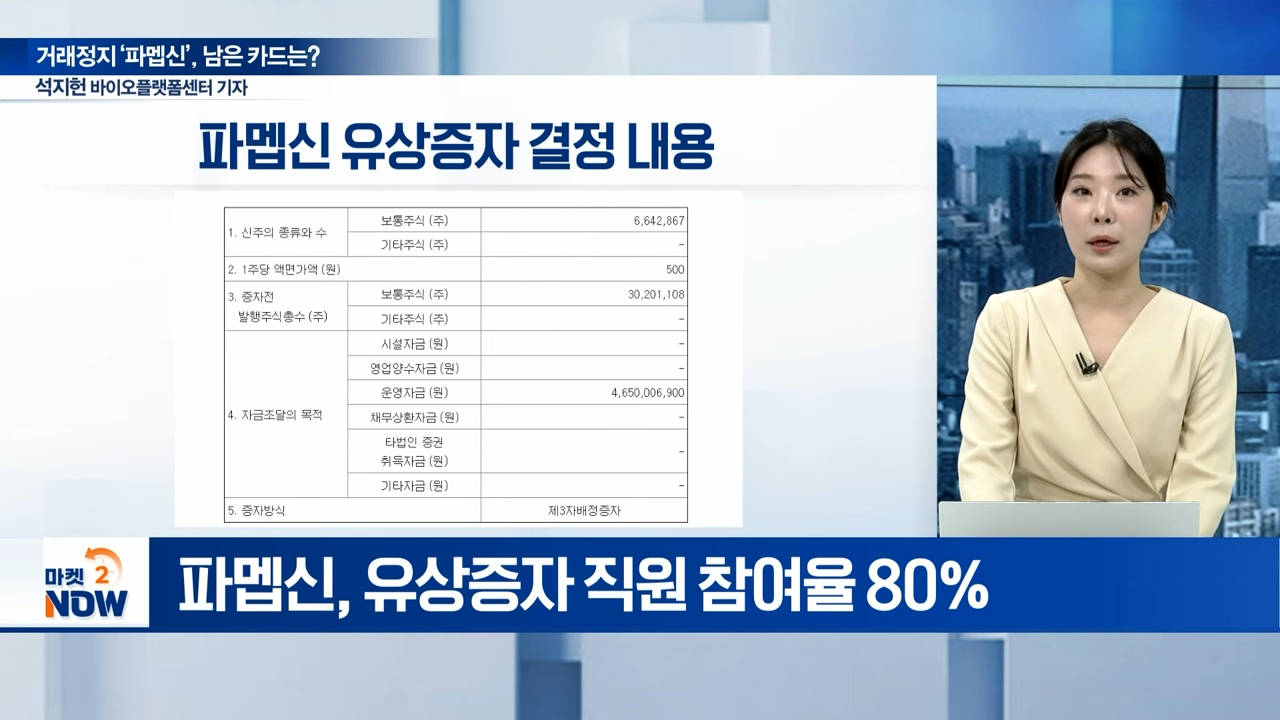 거래정지 '파멥신', 남은 카드는?
석지헌 바이오플랫폼센터 기자
파멥신 유상증자 결정 내용
1. 신주의 종류와 수
보통주식 (주)
6,642,867
기타주식 (주)
-
2. 1주당 액면가액 (원)
500
3. 증자전
발행주식총수 (주)
보통주식 (주)
30,201,108
기타주식 (주)
-
4. 자금조달의 목적
시설자금 (원)
-
영업양수자금 (원)
-
운영자금 (원)
4,650,006,900
채무상환자금 (원)
-
타법인 증권
취득자금 (원)
-
기타자금 (원)
-
5. 증자방식
제3자배정증자
마켓 2
NOW
파멥신, 유상증자 직원 참여율 80%